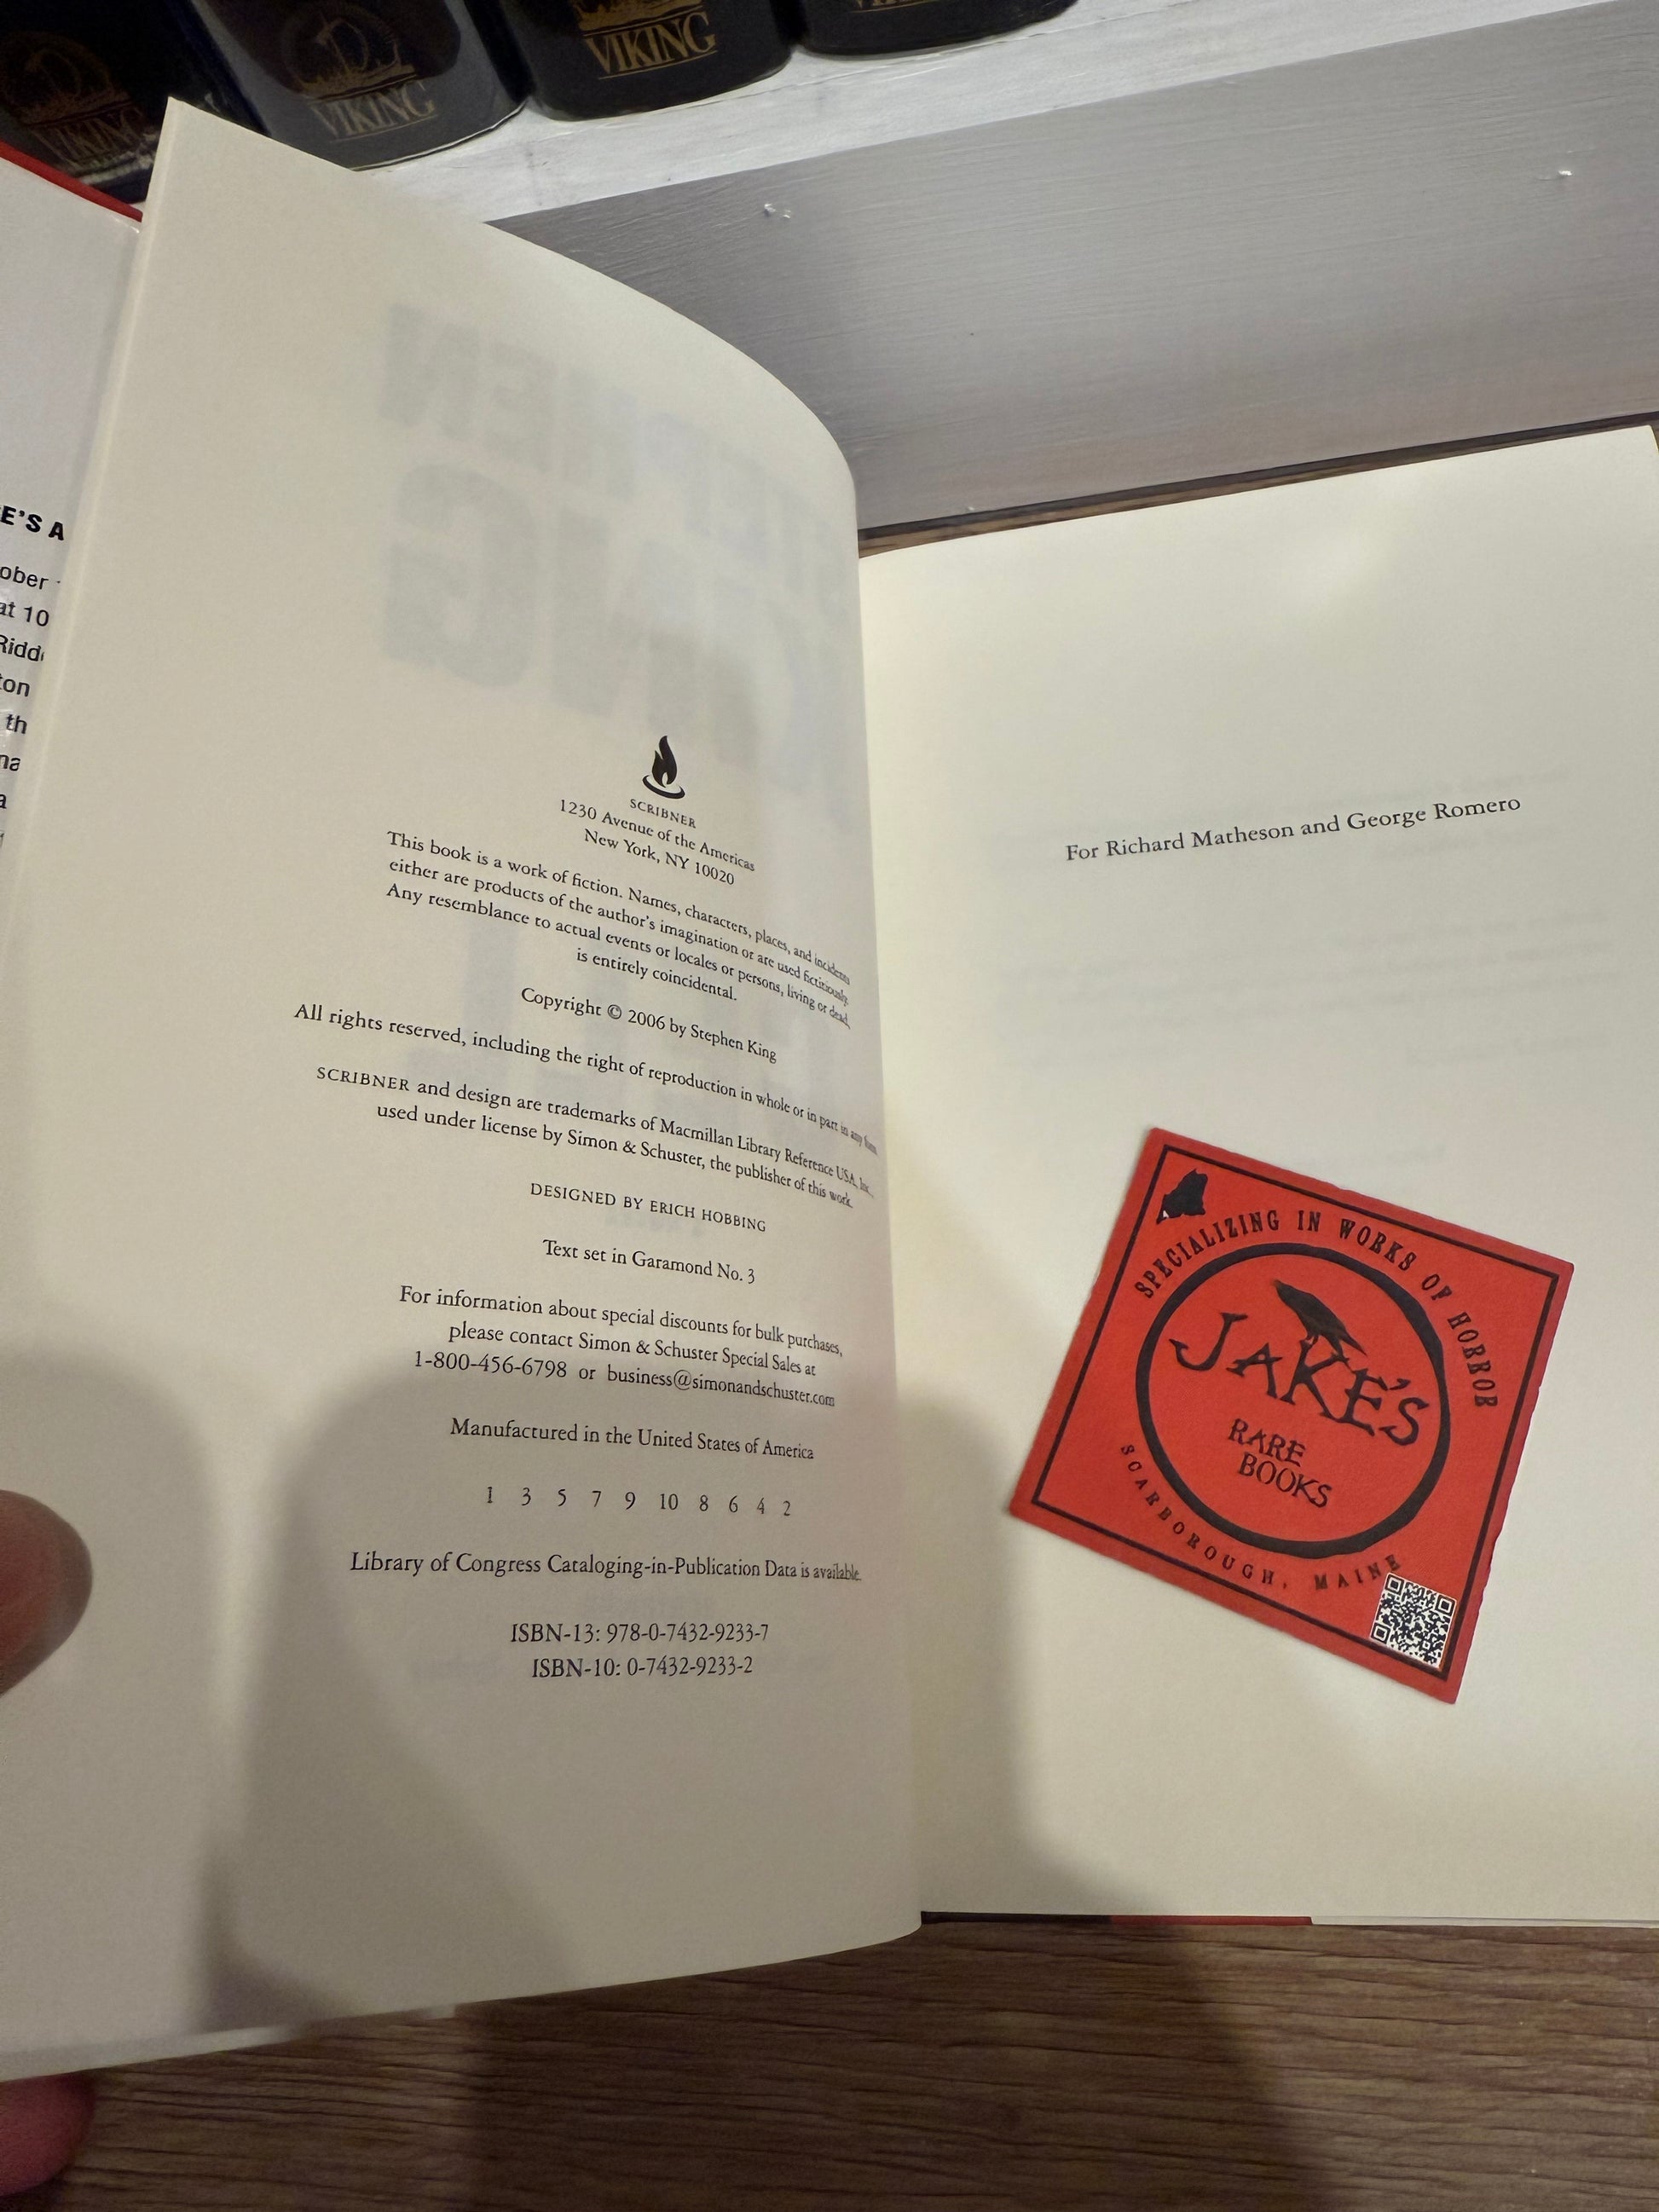 VIKING
VIKING
VIKING
E'S A
ober
at 10
Ridd
ton
th
na
a
SCRIBNER
1230 Avenue of the Americas
New York, NY 10020
This book is a work of fiction. Names, characters, places, and incidents
either are products of the author's imagination or are used fictitiously.
Any resemblance to actual events or locales or persons, living or dead,
is entirely coincidental.
Copyright © 2006 by Stephen King
All rights reserved, including the right of reproduction in whole or in part in any form.
SCRIBNER and design are trademarks of Macmillan Library Reference USA, Inc.,
used under license by Simon & Schuster, the publisher of this work.
DESIGNED BY ERICH HOBBING
Text set in Garamond No. 3
For information about special discounts for bulk purchases,
please contact Simon & Schuster Special Sales at
1-800-456-6798 or business@simonandschuster.com
Manufactured in the United States of America
1 3 5 7 9 10 8 6 4 2
Library of Congress Cataloging-in-Publication Data is available.
ISBN-13: 978-0-7432-9233-7
ISBN-10: 0-7432-9233-2
For Richard Matheson and George Romero
SPECIALIZING IN WORKS OF HORROR
JAKE'S
RARE
BOOKS
SCARBOROUGH, MAINE